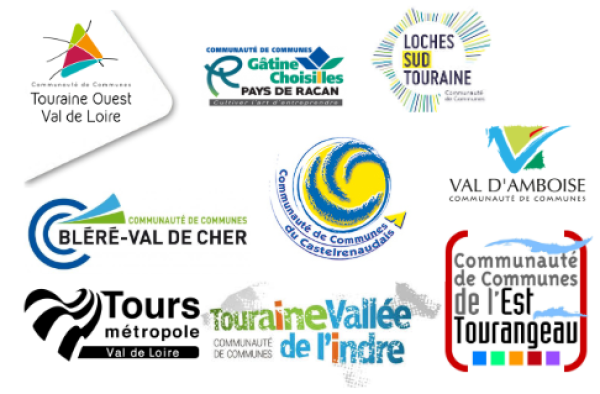 Communauté de Communes
Touraine Ouest
Val de Loire
COMMUNAUTÉ DE COMMUNES
Gâtine
Choisilles
PAYS DE RACAN
Cultiver l'art d'entreprendre
LOCHES
SUD
TOURAINE
Communauté
de Communes
COMMUNAUTÉ DE COMMUNES
BLÉRÉ-VAL DE CHER
Communauté de Communes
du Castelrenaudais
VAL D'AMBOISE
COMMUNAUTÉ DE COMMUNES
Tours
métropole
Val de Loire
Touraine Vallée
COMMUNAUTÉ
DE COMMUNES
de l'indre
Communauté
de Communes
de l'Est
Tourangeau